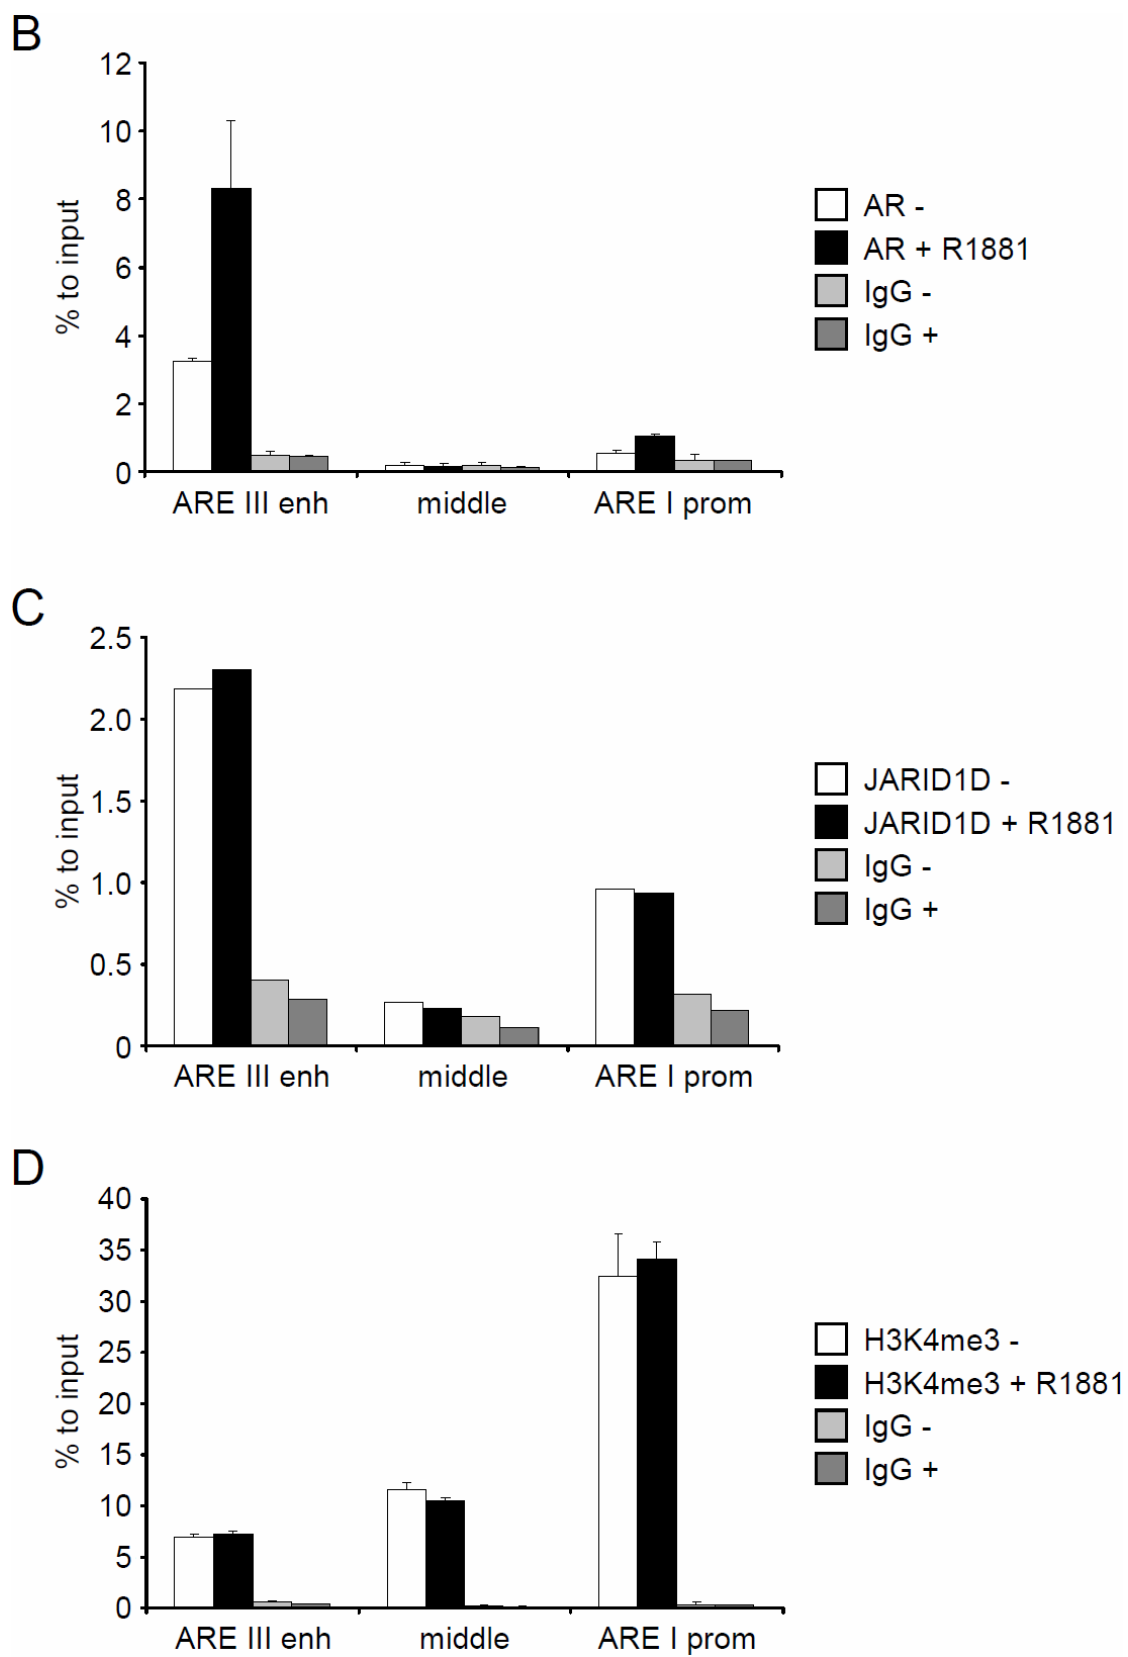 B
12
10
8
6
4
2
0
% to input
ARE III enh
middle
ARE I prom
AR -
AR + R1881
IgG -
IgG +
C
2.5
2.0
1.5
1.0
0.5
0
% to input
ARE III enh
middle
ARE I prom
JARID1D -
JARID1D + R1881
IgG -
IgG +
D
40
35
30
25
20
15
10
5
0
% to input
ARE III enh
middle
ARE I prom
H3K4me3 -
H3K4me3 + R1881
IgG -
IgG +